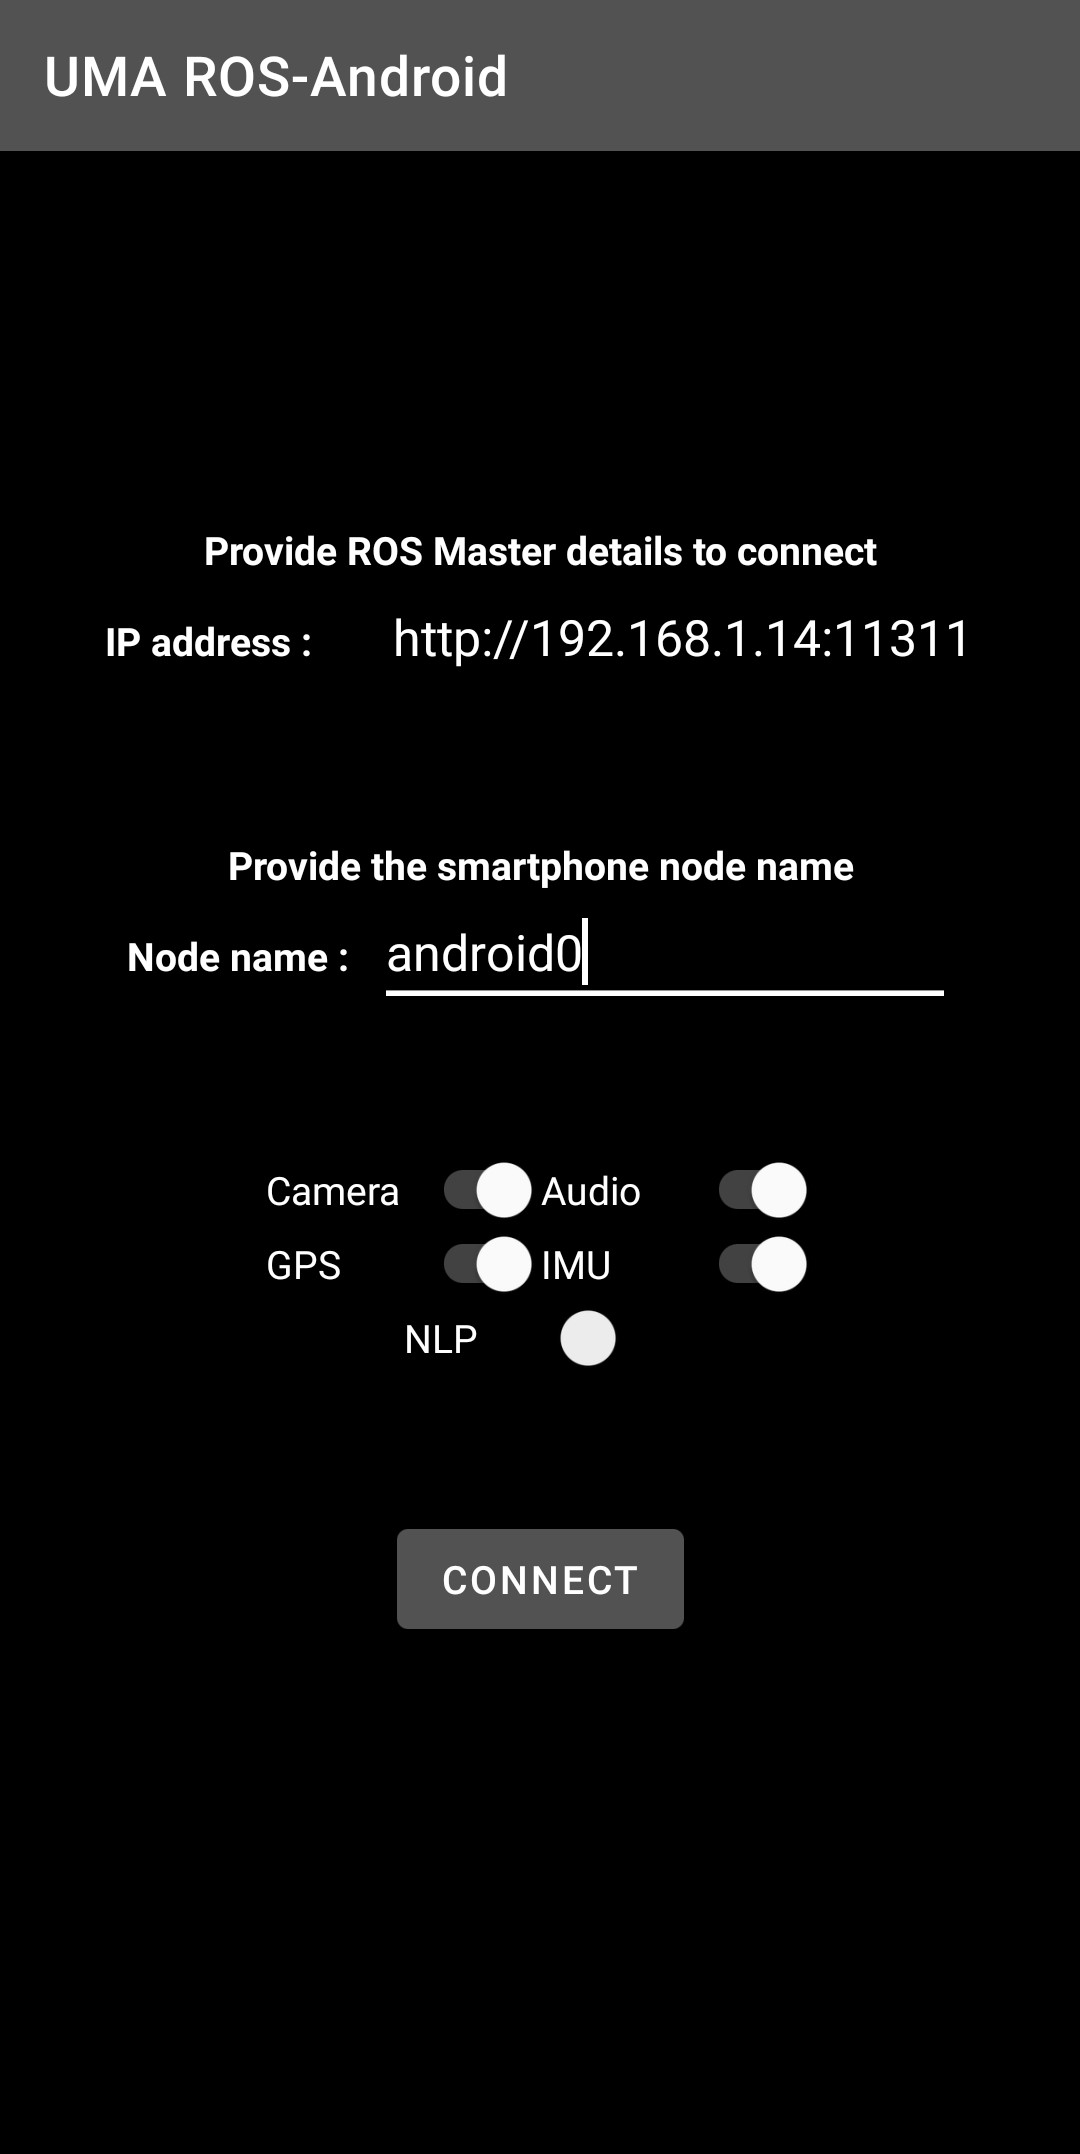 UMA ROS-Android
Provide ROS Master details to connect
IP address : http://192.168.1.14:11311
Provide the smartphone node name
Node name : android0
Camera Audio
GPS IMU
NLP
CONNECT